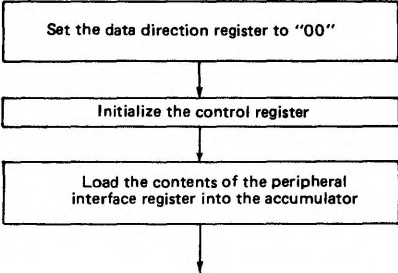 Set the data direction register to "00"
Initialize the control register
Load the contents of the peripheral
interface register into the accumulator